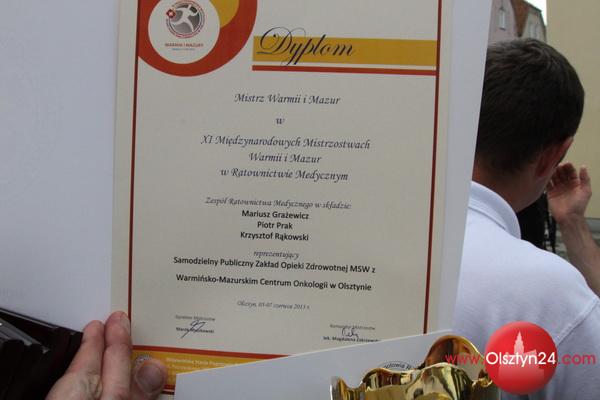 WARMIA I MAZURY
Dyplom
Mistrz Warmii i Mazur
w
XI Międzynarodowych Mistrzostwach
Warmii i Mazur
w Ratownictwie Medycznym
Zespół Ratownictwa Medycznego w składzie:
Mariusz Grażewicz
Piotr Prak
Krzysztof Rąkowski
reprezentujący
Samodzielny Publiczny Zakład Opieki Zdrowotnej MSW z
Warmińsko-Mazurskim Centrum Onkologii w Olsztynie
Olsztyn, 05-07 czerwca 2013 r.
lek. Magdalena
www.Olsztyn24.com